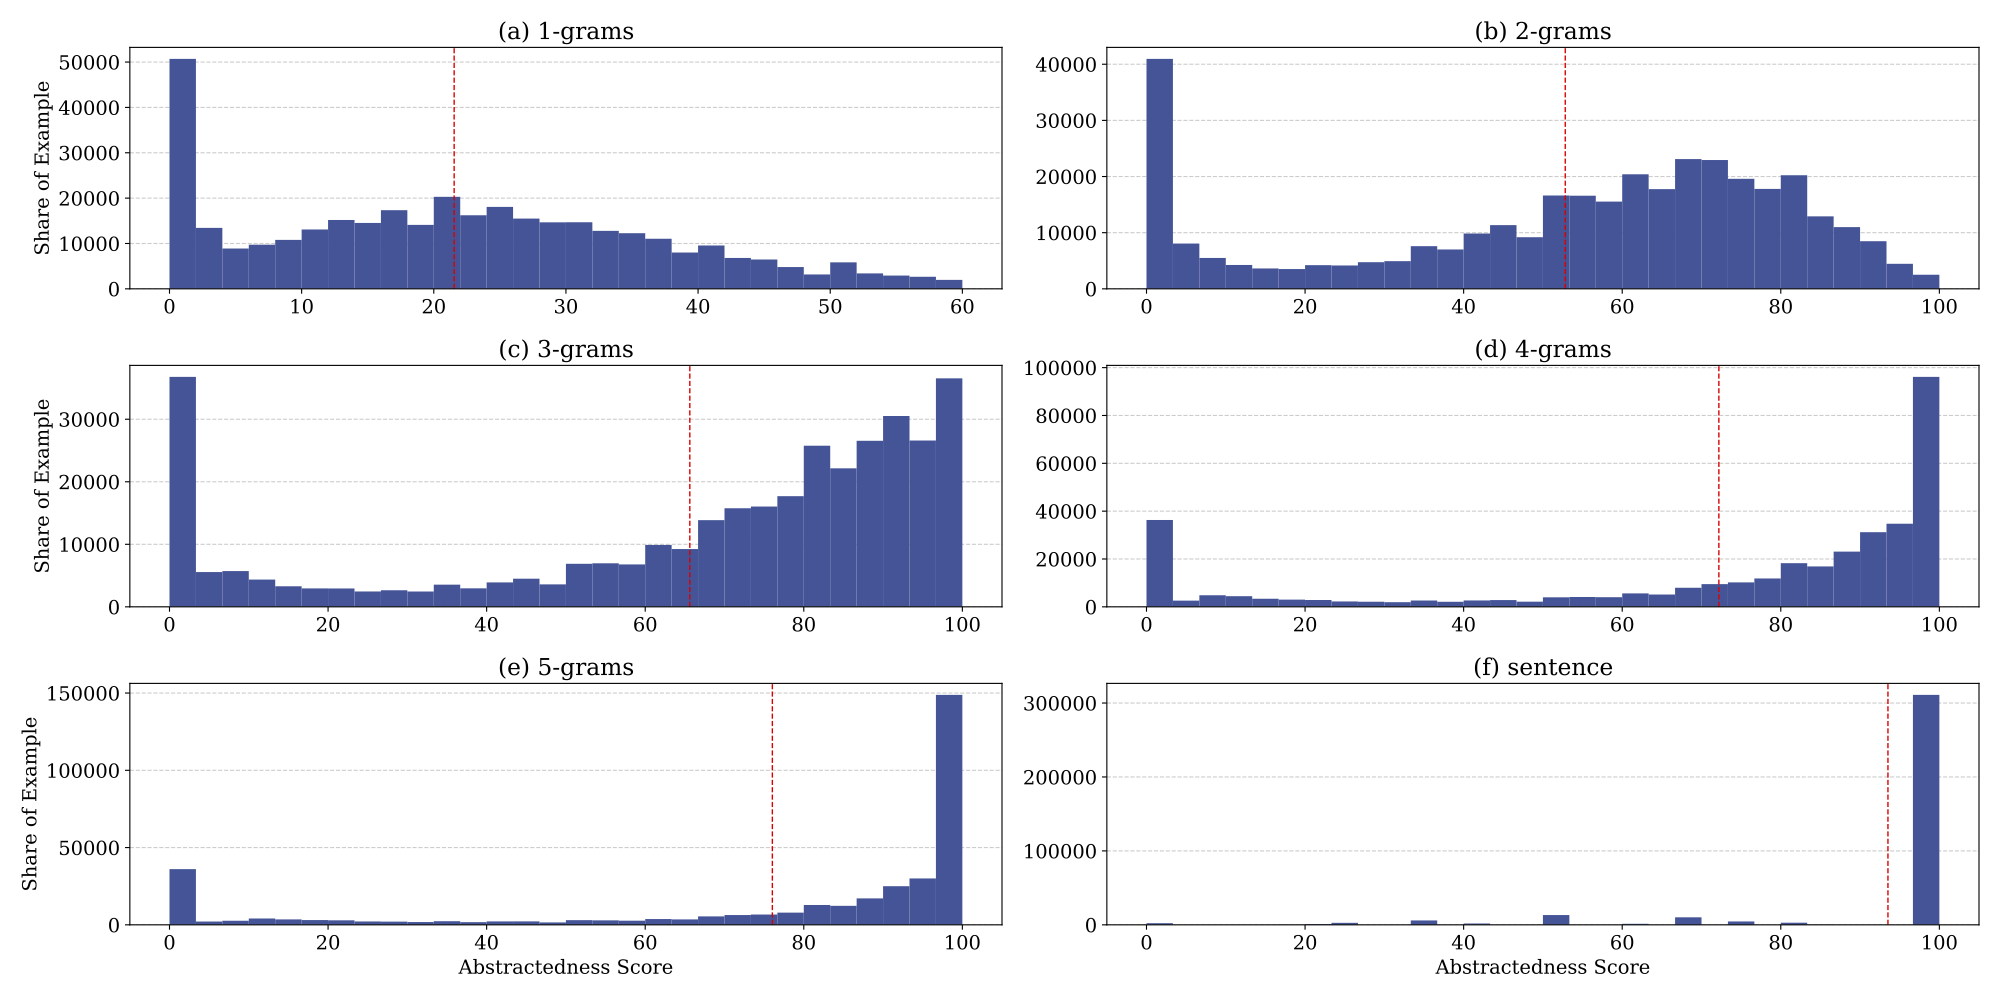 (a) 1-grams
Share of Example
50000
40000
30000
20000
10000
0
0 10 20 30 40 50 60
(b) 2-grams
40000
30000
20000
10000
0
0 20 40 60 80 100
(c) 3-grams
Share of Example
30000
20000
10000
0
0 20 40 60 80 100
(d) 4-grams
100000
80000
60000
40000
20000
0
0 20 40 60 80 100
(e) 5-grams
Share of Example
150000
100000
50000
0
0 20 40 60 80 100
Abstractedness Score
(f) sentence
300000
200000
100000
0
0 20 40 60 80 100
Abstractedness Score